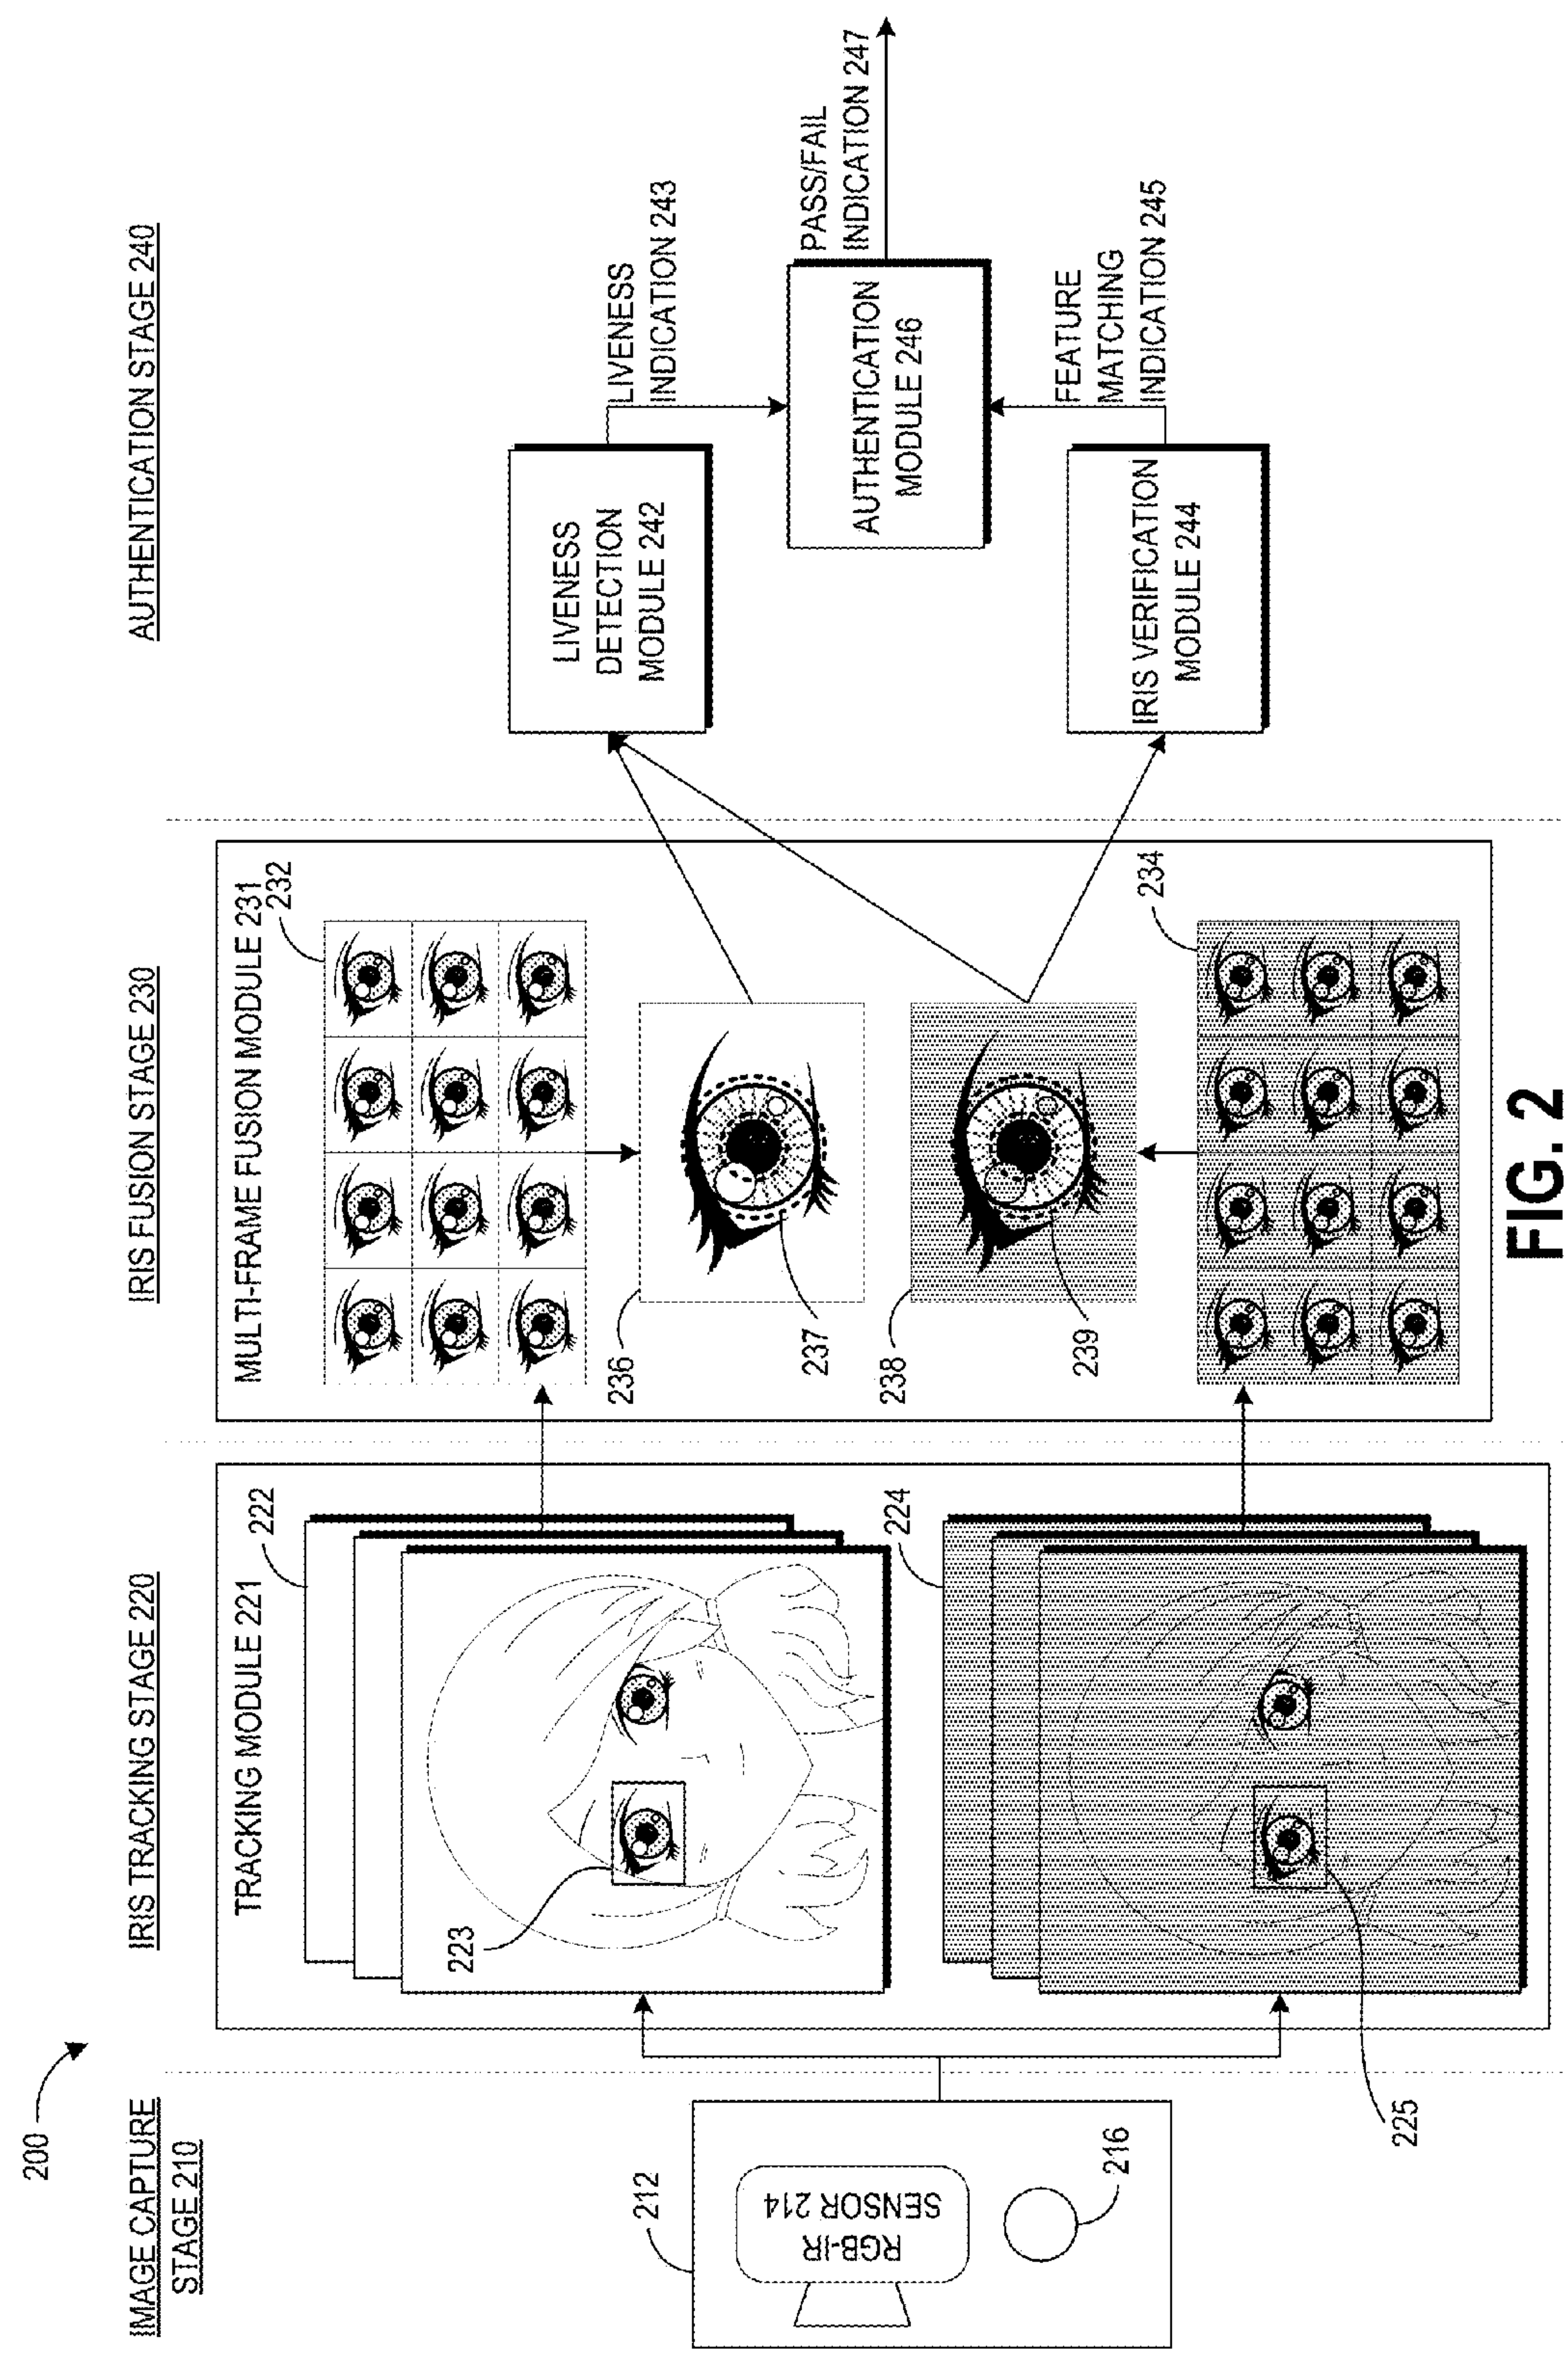 200
IMAGE CAPTURE
STAGE 210
IRIS TRACKING STAGE 220
IRIS FUSION STAGE 230
AUTHENTICATION STAGE 240
212
RGB-IR
SENSOR 214
216
TRACKING MODULE 221
222
223
224
225
MULTI-FRAME FUSION MODULE 231
232
236
237
238
239
234
LIVENESS
DETECTION
MODULE 242
LIVENESS
INDICATION 243
IRIS VERIFICATION
MODULE 244
FEATURE
MATCHING
INDICATION 245
AUTHENTICATION
MODULE 246
PASS/FAIL
INDICATION 247
FIG. 2